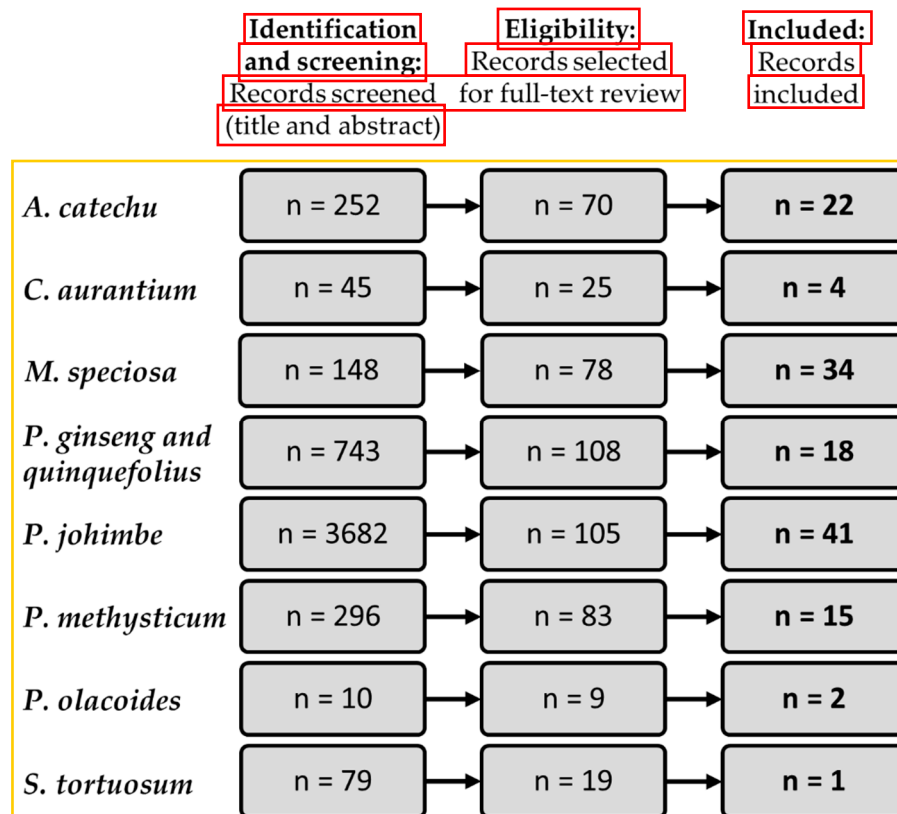 Identification
and screening:
Records screened
(title and abstract)
Eligibility:
Records selected
for full-text review
Included:
Records
included
A. catechu
n = 252
n = 70
n = 22
C. aurantium
n = 45
n = 25
n = 4
M. speciosa
n = 148
n = 78
n = 34
P. ginseng and
quinquefolius
n = 743
n = 108
n = 18
P. johimbe
n = 3682
n = 105
n = 41
P. methysticum
n = 296
n = 83
n = 15
P. olacoides
n = 10
n = 9
n = 2
S. tortuosum
n = 79
n = 19
n = 1